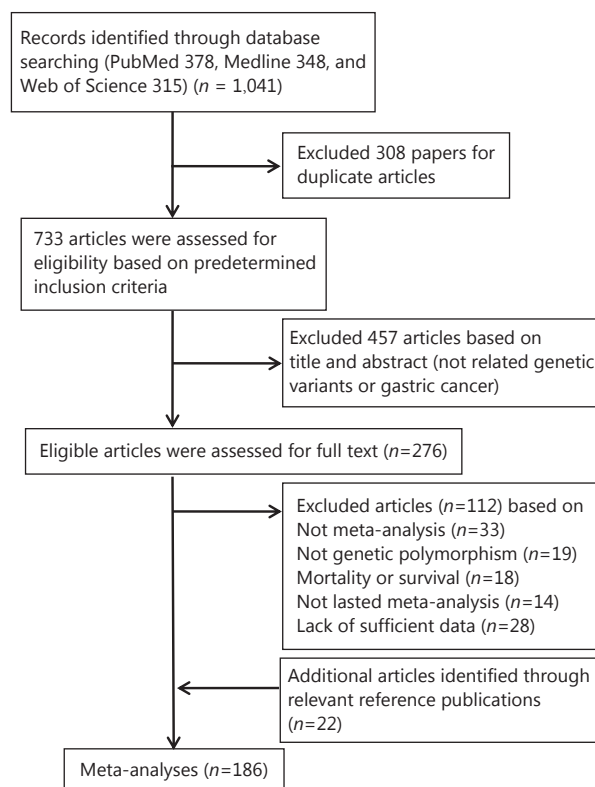 Records identified through database
searching (PubMed 378, Medline 348, and
Web of Science 315) (n = 1,041)
Excluded 308 papers for
duplicate articles
733 articles were assessed for
eligibility based on predetermined
inclusion criteria
Excluded 457 articles based on
title and abstract (not related genetic
variants or gastric cancer)
Eligible articles were assessed for full text (n=276)
Excluded articles (n=112) based on
Not meta-analysis (n=33)
Not genetic polymorphism (n=19)
Mortality or survival (n=18)
Not lasted meta-analysis (n=14)
Lack of sufficient data (n=28)
Additional articles identified through
relevant reference publications
(n=22)
Meta-analyses (n=186)